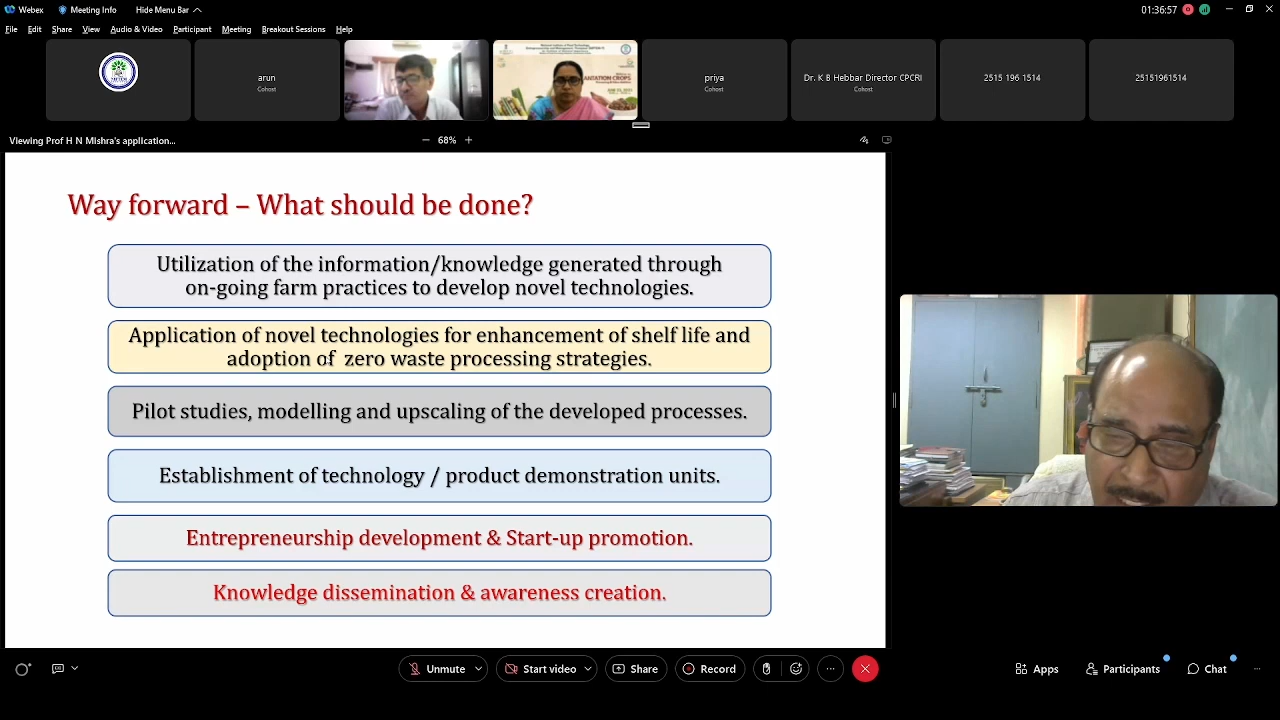 Webex
Meeting Info
Hide Menu Bar
01:36:57
File Edit Share View Audio & Video Participant Meeting Breakout Sessions Help
arun
Cohost
ANTATION CROPS
priya
Cohost
Dr. K B Hebbar Director CPCRI
Cohost
2515 196 1514
25151961514
Viewing Prof H N Mishra's application...
68%
Way forward – What should be done?
Utilization of the information/knowledge generated through
on-going farm practices to develop novel technologies.
Application of novel technologies for enhancement of shelf life and
adoption of zero waste processing strategies.
Pilot studies, modelling and upscaling of the developed processes.
Establishment of technology / product demonstration units.
Entrepreneurship development & Start-up promotion.
Knowledge dissemination & awareness creation.
Unmute
Start video
Share
Record
Apps
Participants
Chat